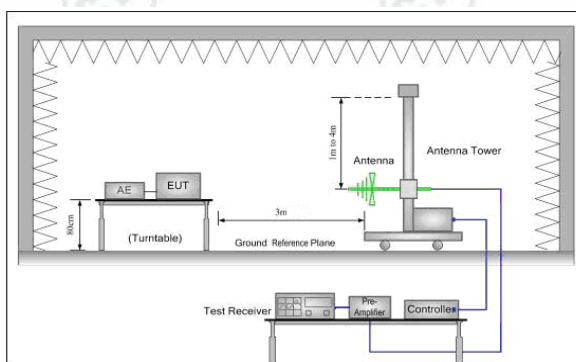 1m to 4m
Antenna
Antenna Tower
AE
EUT
80cm
(Turntable)
3m
Ground Reference Plane
Test Receiver
Pre-
Amplifier
Controller